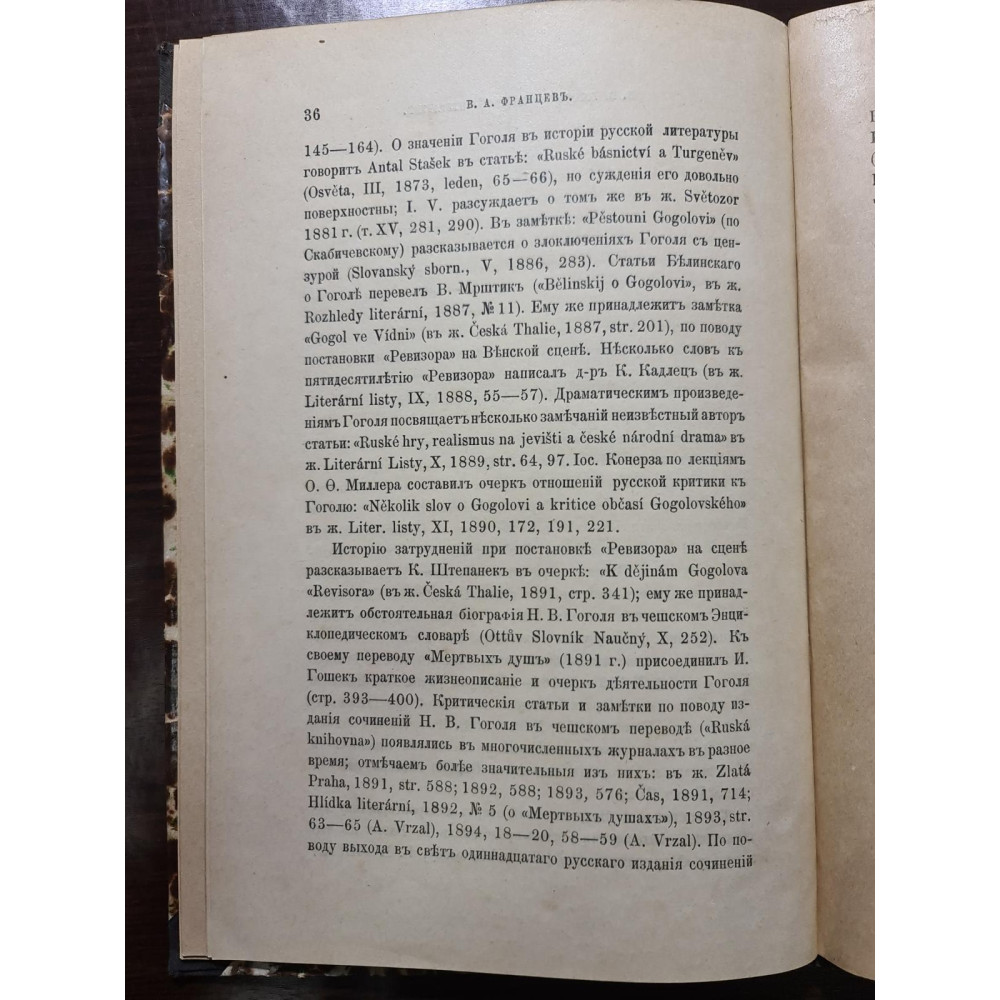 36
В. А. ФРАНЦЕВЪ.
145—164). О значеніи Гоголя въ исторіи русской литературы
говоритъ Antal Stašek въ статьѣ: «Ruské básnictví a Turgeněv»
(Osvěta, III, 1873, leden, 65—66), но сужденія его довольно
поверхностны; I. V. разсуждаетъ о томъ же въ ж. Světozor
1881 г. (т. XV, 281, 290). Въ замѣткѣ: «Pěstouni Gogolovi» (по
Скабичевскому) разсказывается о злоключеніяхъ Гоголя съ цен-
зурой (Slovanský sborn., V, 1886, 283). Статьи Бѣлинскаго
о Гоголѣ перевелъ В. Мрштикъ («Bělinskij o Gogolovi», въ ж.
Rozhledy literární, 1887, № 11). Ему же принадлежитъ замѣтка
«Gogol ve Vídni» (въ ж. Česká Thalie, 1887, str. 201), по поводу
постановки «Ревизора» на Вѣнской сценѣ. Нѣсколько словъ къ
пятидесятилѣтію «Ревизора» написалъ д-ръ К. Кадлецъ (въ ж.
Literární listy, IX, 1888, 55—57). Драматическимъ произведе-
ніямъ Гоголя посвящаетъ нѣсколько замѣчаній неизвѣстный авторъ
статьи: «Ruské hry, realismus na jevišti a české národní drama» въ
ж. Literární Listy, X, 1889, str. 64, 97. Іос. Конерза по лекціямъ
О. Ѳ. Миллера составилъ очеркъ отношеній русской критики къ
Гоголю: «Několik slov o Gogolovi a kritice občasí Gogolovského»
въ ж. Liter. listy, XI, 1890, 172, 191, 221.
Исторію затрудненій при постановкѣ «Ревизора» на сценѣ
разсказываетъ К. Штепанекъ въ очеркѣ: «K dějinám Gogolova
«Revisora» (въ ж. Česká Thalie, 1891, стр. 341); ему же принад-
лежитъ обстоятельная біографія Н. В. Гоголя въ чешскомъ Энци-
клопедическомъ словарѣ (Ottův Slovník Naučný, X, 252). Къ
своему переводу «Мертвыхъ душъ» (1891 г.) присоединилъ И.
Гошекъ краткое жизнеописаніе и очеркъ дѣятельности Гоголя
(стр. 393—400). Критическія статьи и замѣтки по поводу из-
данія сочиненій Н. В. Гоголя въ чешскомъ переводѣ («Ruská
knihovna») появлялись въ многочисленныхъ журналахъ въ разное
время; отмѣчаемъ болѣе значительныя изъ нихъ: въ ж. Zlatá
Praha, 1891, str. 588; 1892, 588; 1893, 576; Čas, 1891, 714;
Hlídka literární, 1892, № 5 (о «Мертвыхъ душахъ»), 1893, str.
63—65 (A. Vrzal), 1894, 18—20, 58—59 (A. Vrzal). По по-
воду выхода въ свѣтъ одиннадцатаго русскаго изданія сочиненій